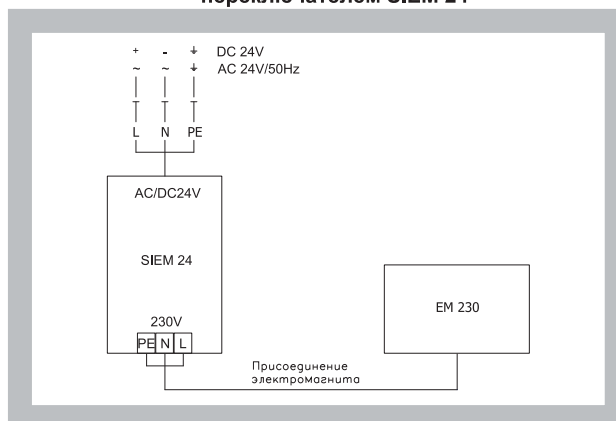 переключателем SIEM 24
+ - ⏚ DC 24V
~ ~ ⏚ AC 24V/50Hz
L N PE
AC/DC24V
SIEM 24
EM 230
230V
PE N L
Присоединение
электромагнита